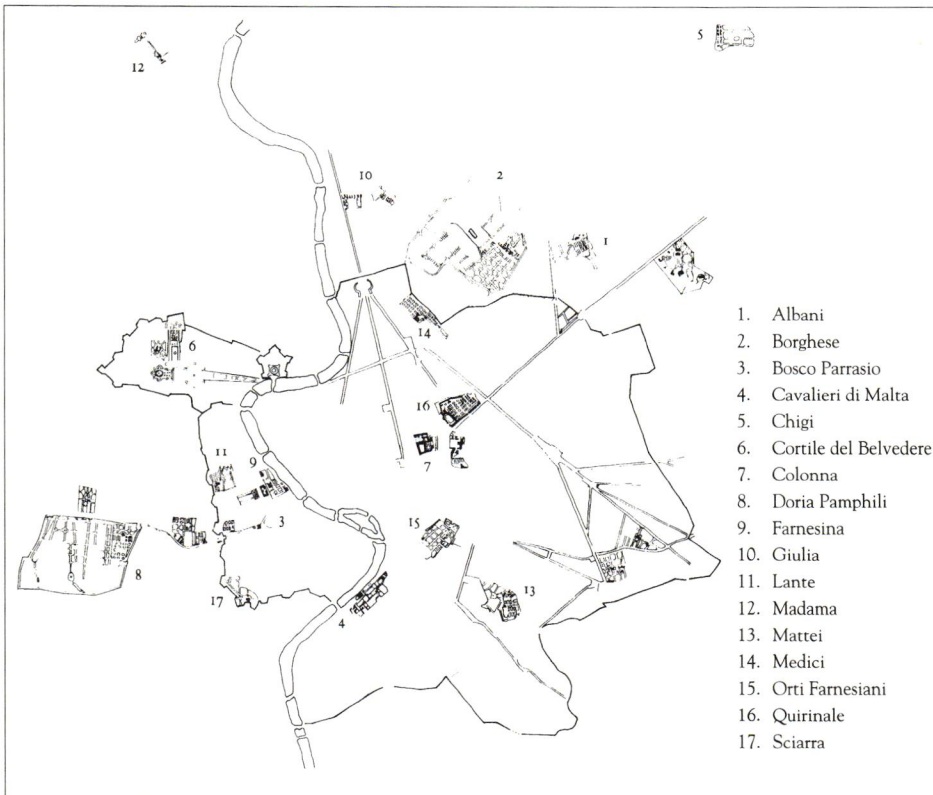 5
12
10
2
1
14
6
16
7
11
9
3
15
8
17
4
13
1. Albani
2. Borghese
3. Bosco Parrasio
4. Cavalieri di Malta
5. Chigi
6. Cortile del Belvedere
7. Colonna
8. Doria Pamphili
9. Farnesina
10. Giulia
11. Lante
12. Madama
13. Mattei
14. Medici
15. Orti Farnesiani
16. Quirinale
17. Sciarra